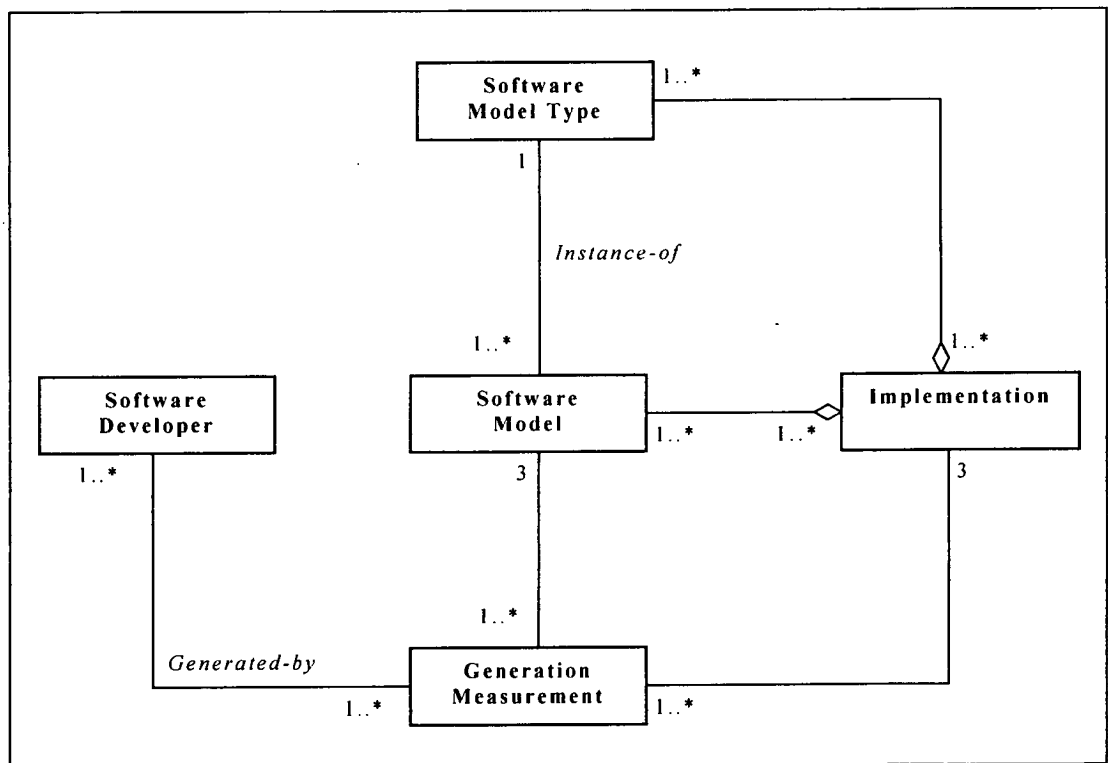 Software
Model Type
1..*
1
Instance-of
1..*
1..*
Software
Developer
Software
Model
Implementation
1..*
1..*
1..*
3
3
1..*
Generated-by
Generation
Measurement
1..*
1..*